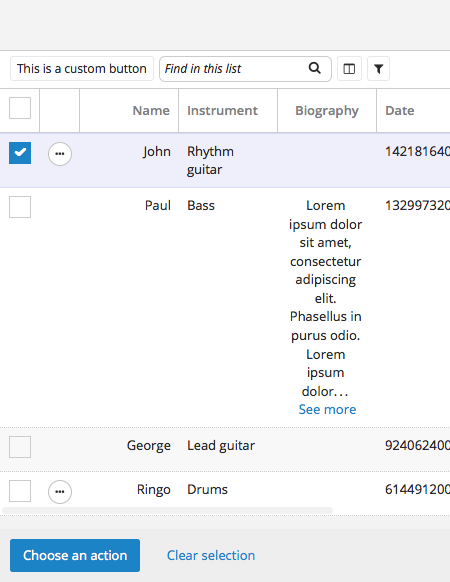 This is a custom button
Find in this list
Name Instrument Biography Date
John Rhythm guitar 142181640
Paul Bass Lorem 132997320
ipsum dolor
sit amet,
consectetur
adipiscing
elit.
Phasellus in
purus odio.
Lorem
ipsum
dolor...
See more
George Lead guitar 924062400
Ringo Drums 614491200
Choose an action Clear selection